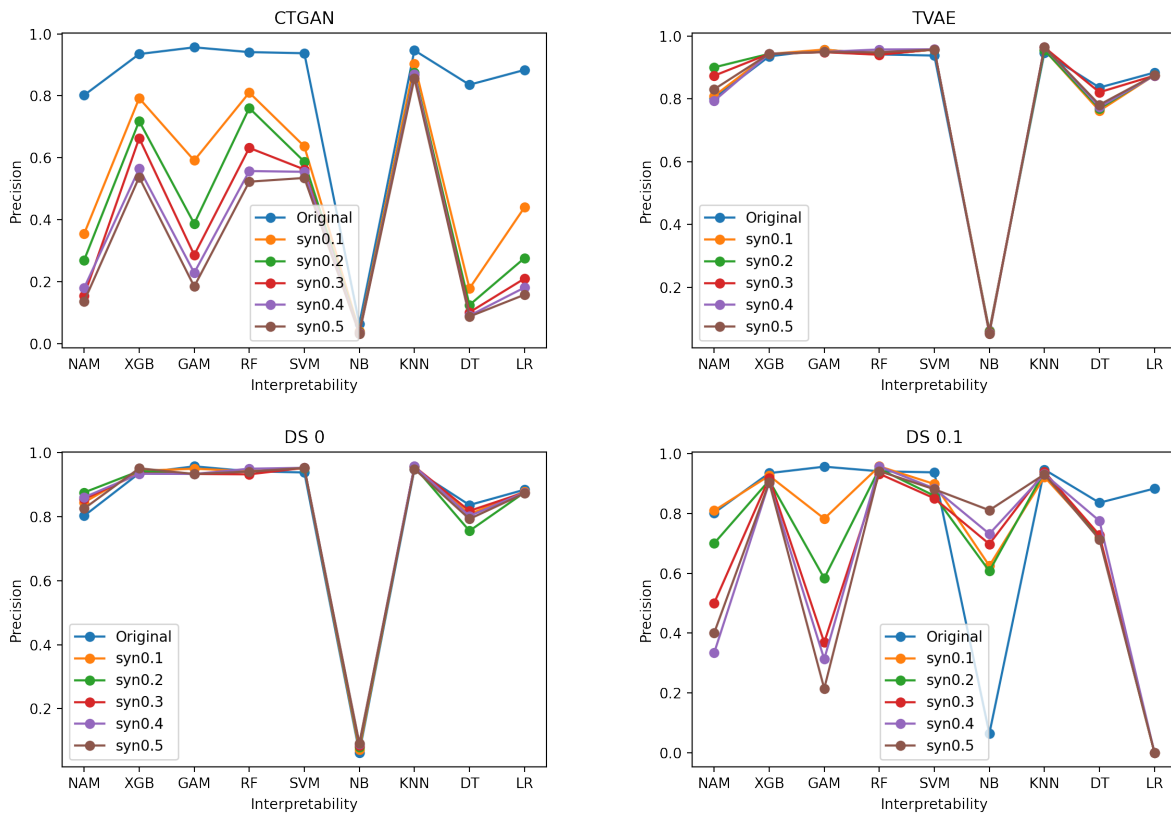 CTGAN
1.0
0.8
0.6
0.4
0.2
0.0
Precision
Original
syn0.1
syn0.2
syn0.3
syn0.4
syn0.5
NAM XGB GAM RF SVM NB KNN DT LR
Interpretability
TVAE
1.0
0.8
0.6
0.4
0.2
Precision
Original
syn0.1
syn0.2
syn0.3
syn0.4
syn0.5
NAM XGB GAM RF SVM NB KNN DT LR
Interpretability
DS 0
1.0
0.8
0.6
0.4
0.2
Precision
Original
syn0.1
syn0.2
syn0.3
syn0.4
syn0.5
NAM XGB GAM RF SVM NB KNN DT LR
Interpretability
DS 0.1
1.0
0.8
0.6
0.4
0.2
0.0
Precision
Original
syn0.1
syn0.2
syn0.3
syn0.4
syn0.5
NAM XGB GAM RF SVM NB KNN DT LR
Interpretability